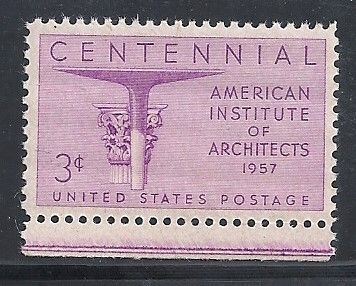 CENTENNIAL
AMERICAN
INSTITUTE
OF
ARCHITECTS
1957
3¢
UNITED STATES POSTAGE